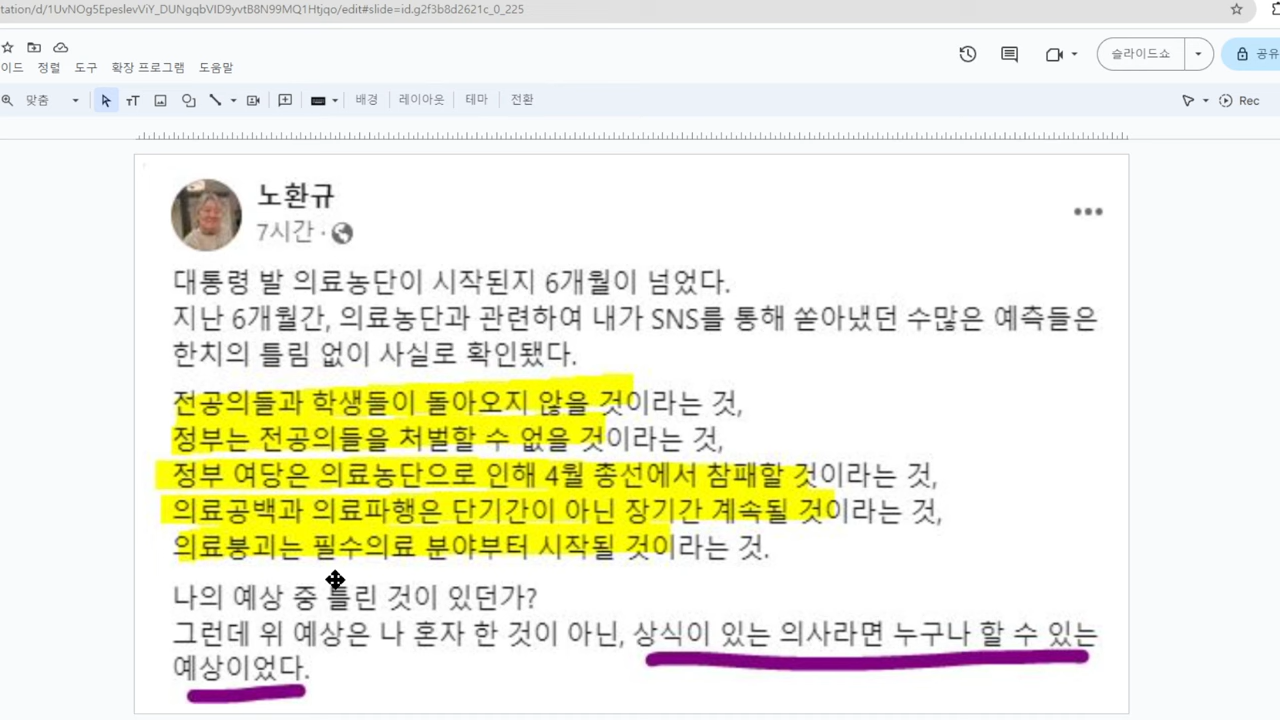 tation/d/1UvNOg5EpeslevViY_DUNgqbVID9yvtB8N99MQ1Htjqo/edit#slide=id.g2f3b8d2621c_0_225
이드 정렬 도구 확장 프로그램 도움말
슬라이드쇼
공유
맞춤
배경 레이아웃 테마 전환
Rec
노환규
7시간 ·
대통령 발 의료농단이 시작된지 6개월이 넘었다.
지난 6개월간, 의료농단과 관련하여 내가 SNS를 통해 쏟아냈던 수많은 예측들은
한치의 틀림 없이 사실로 확인됐다.
전공의들과 학생들이 돌아오지 않을 것이라는 것,
정부는 전공의들을 처벌할 수 없을 것이라는 것,
정부 여당은 의료농단으로 인해 4월 총선에서 참패할 것이라는 것,
의료공백과 의료파행은 단기간이 아닌 장기간 계속될 것이라는 것,
의료붕괴는 필수의료 분야부터 시작될 것이라는 것.
나의 예상 중 틀린 것이 있던가?
그런데 위 예상은 나 혼자 한 것이 아닌, 상식이 있는 의사라면 누구나 할 수 있는
예상이었다.